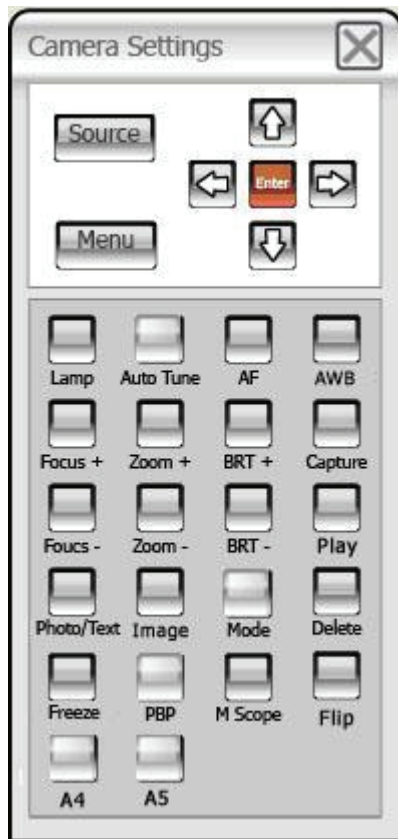 Camera Settings
Source
Enter
Menu
Lamp Auto Tune AF AWB
Focus + Zoom + BRT + Capture
Foucs - Zoom - BRT - Play
Photo/Text Image Mode Delete
Freeze PBP M Scope Flip
A4 A5